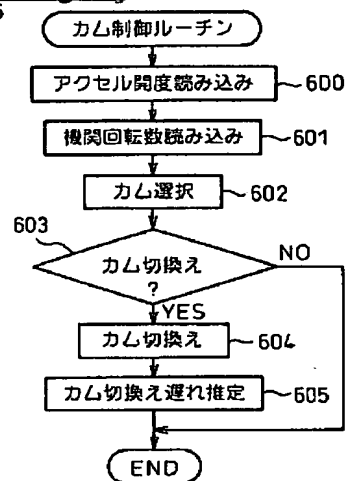 カム制御ルーチン
アクセル開度読み込み
600
機関回転数読み込み
601
カム選択
602
603
カム切換え
?
NO
YES
カム切換え
604
カム切換え遅れ推定
605
END